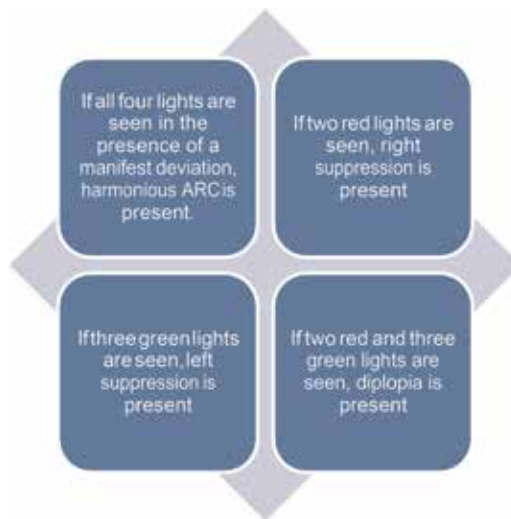 If all four lights are
seen in the
presence of a
manifest deviation,
harmonious ARC is
present.
If two red lights are
seen, right
suppression is
present
If three green lights
are seen, left
suppression is
present
If two red and three
green lights are
seen, diplopia is
present